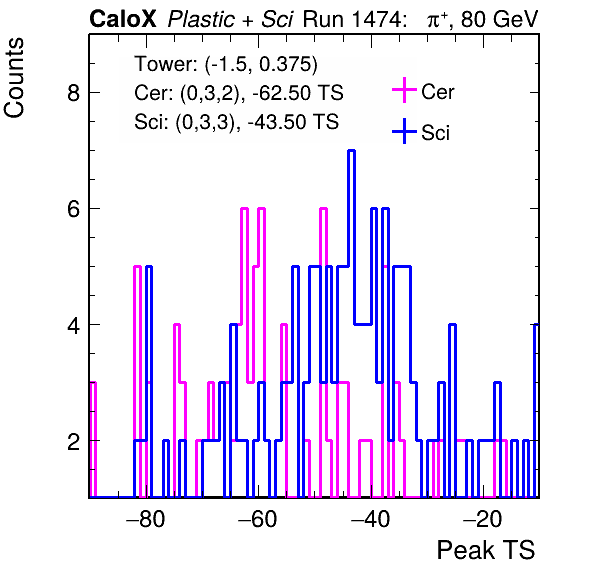 CaloX Plastic + Sci Run 1474: π⁺, 80 GeV
Counts
Tower: (-1.5, 0.375)
Cer: (0,3,2), -62.50 TS
Sci: (0,3,3), -43.50 TS
Cer
Sci
8
6
4
2
−80 −60 −40 −20
Peak TS